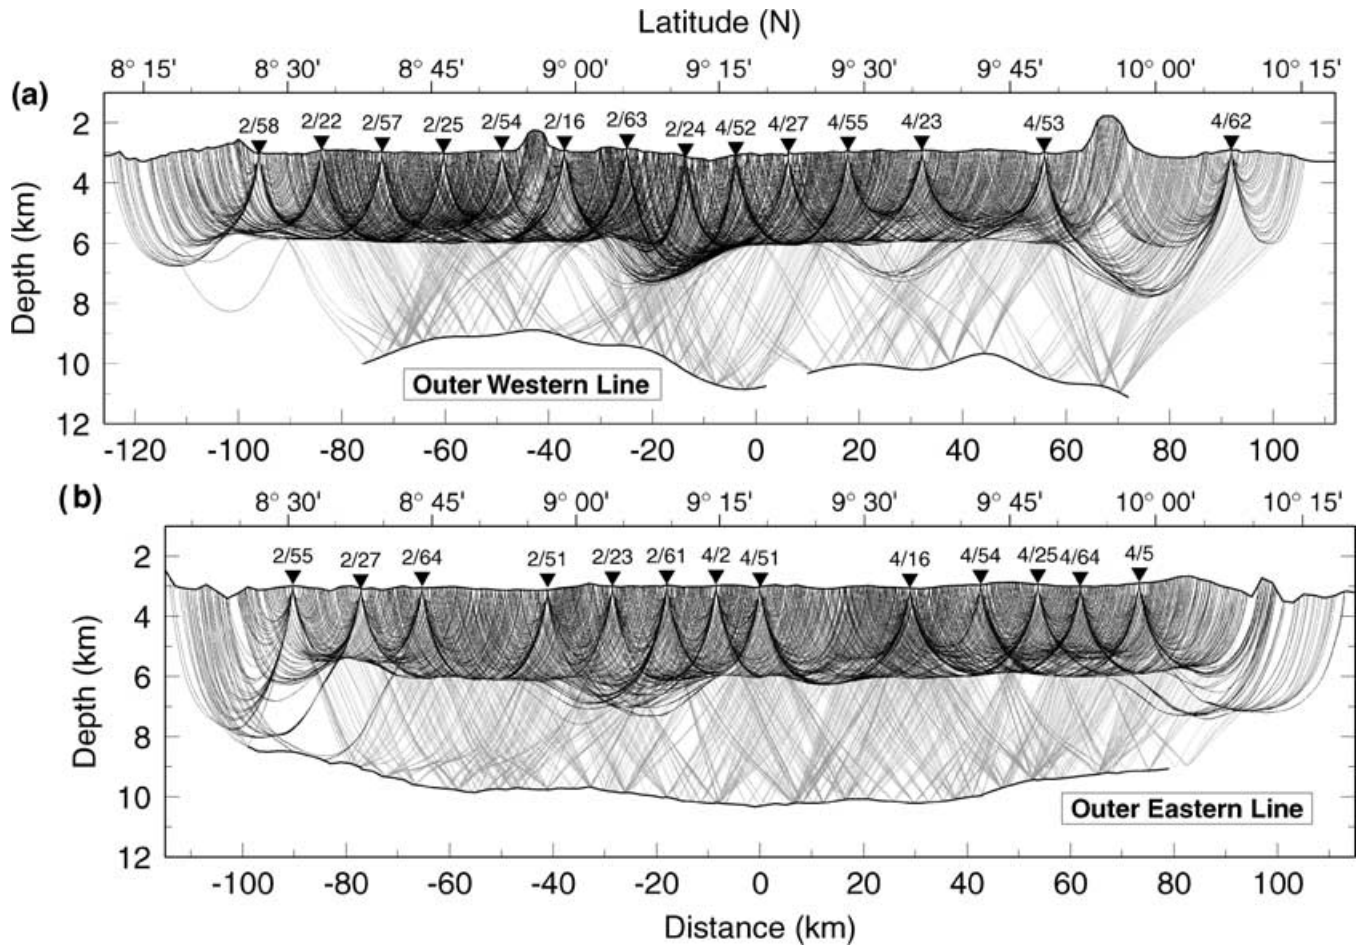 Latitude (N)
8° 15' 8° 30' 8° 45' 9° 00' 9° 15' 9° 30' 9° 45' 10° 00' 10° 15'
(a)
2/58 2/22 2/57 2/25 2/54 2/16 2/63 2/24 4/52 4/27 4/55 4/23 4/53 4/62
2
4
6
8
10
12
Depth (km)
Outer Western Line
-120 -100 -80 -60 -40 -20 0 20 40 60 80 100
(b)
8° 30' 8° 45' 9° 00' 9° 15' 9° 30' 9° 45' 10° 00' 10° 15'
2/55 2/27 2/64 2/51 2/23 2/61 4/2 4/51 4/16 4/54 4/25 4/64 4/5
2
4
6
8
10
12
Depth (km)
Outer Eastern Line
-100 -80 -60 -40 -20 0 20 40 60 80 100
Distance (km)